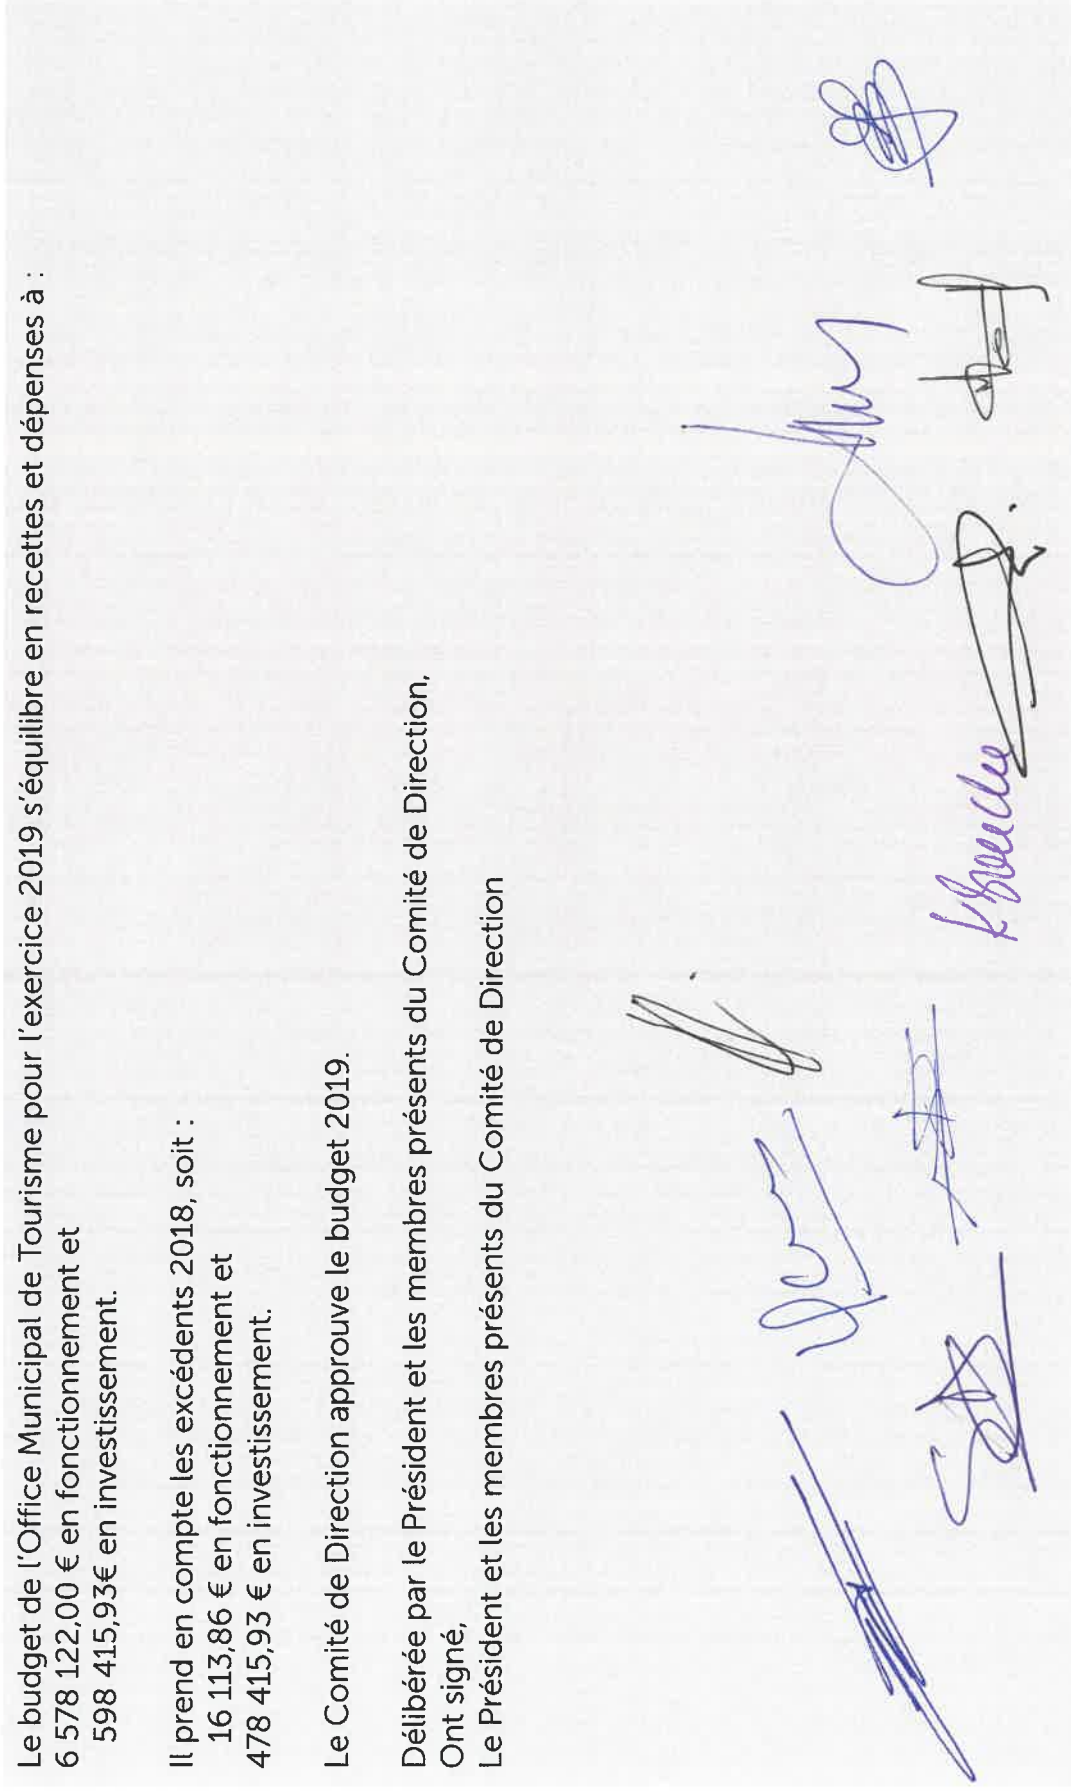 Le budget de l'Office Municipal de Tourisme pour l'exercice 2019 s'équilibre en recettes et dépenses à :
6 578 122,00 € en fonctionnement et
598 415,93€ en investissement.
Il prend en compte les excédents 2018, soit :
16 113,86 € en fonctionnement et
478 415,93 € en investissement.
Le Comité de Direction approuve le budget 2019.
Délibérée par le Président et les membres présents du Comité de Direction,
Ont signé,
Le Président et les membres présents du Comité de Direction